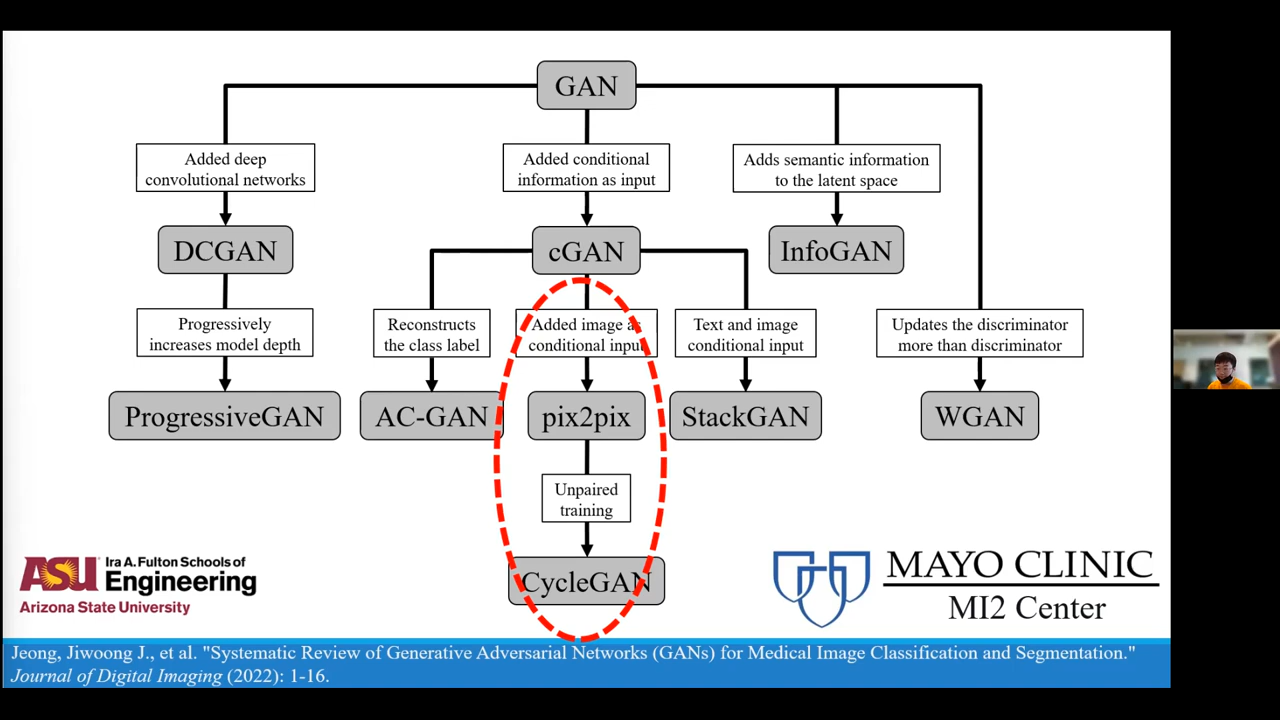 GAN
Added deep
convolutional networks
Added conditional
information as input
Adds semantic information
to the latent space
DCGAN
cGAN
InfoGAN
Progressively
increases model depth
Reconstructs
the class label
Added image as
conditional input
Text and image
conditional input
Updates the discriminator
more than discriminator
ProgressiveGAN
AC-GAN
pix2pix
StackGAN
WGAN
Unpaired
training
CycleGAN
ASU Ira A. Fulton Schools of
Engineering
Arizona State University
MAYO CLINIC
MI2 Center
Jeong, Jiwoong J., et al. "Systematic Review of Generative Adversarial Networks (GANs) for Medical Image Classification and Segmentation."
Journal of Digital Imaging (2022): 1-16.